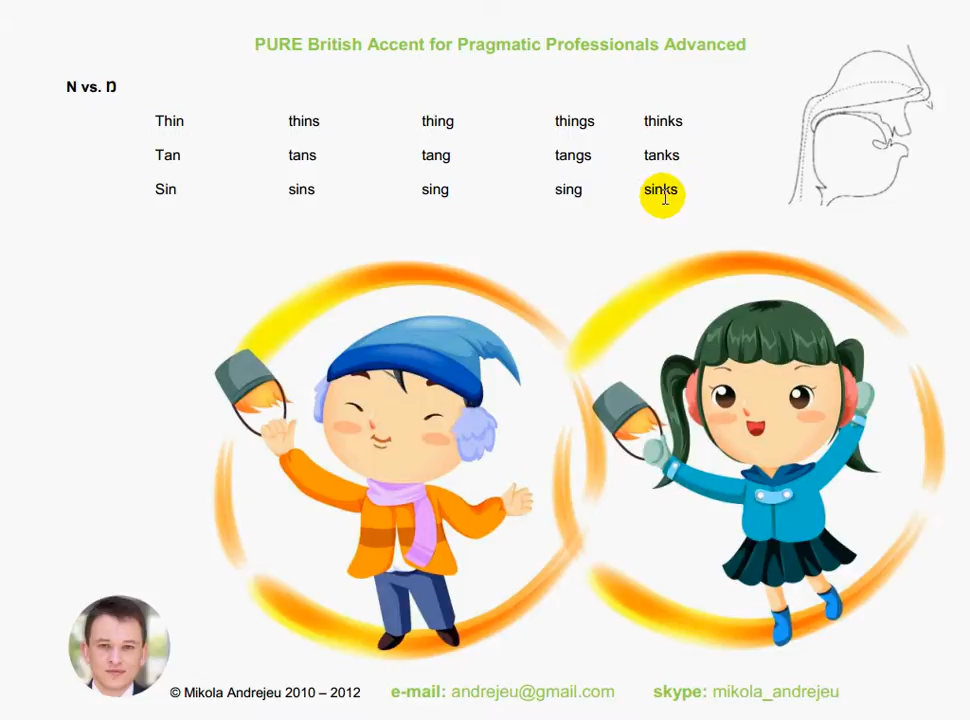 PURE British Accent for Pragmatic Professionals Advanced
N vs. ŋ
Thin thins thing things thinks
Tan tans tang tangs tanks
Sin sins sing sing sinks
© Mikola Andrejeu 2010 – 2012 e-mail: andrejeu@gmail.com skype: mikola_andrejeu